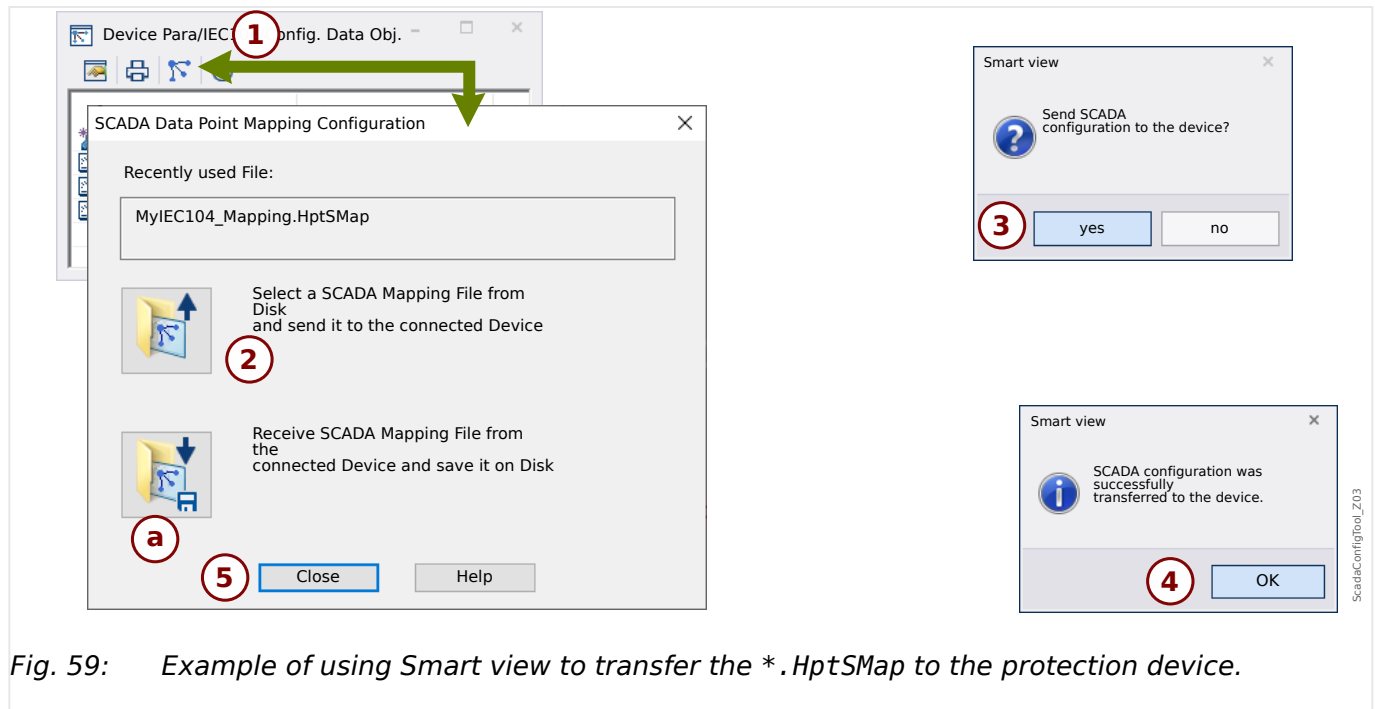 Device Para/IEC1
1
onfig. Data Obj.
SCADA Data Point Mapping Configuration
Recently used File:
MyIEC104_Mapping.HptSMap
Select a SCADA Mapping File from
Disk
and send it to the connected Device
2
Receive SCADA Mapping File from
the
connected Device and save it on Disk
a
5
Close
Help
Smart view
Send SCADA
configuration to the device?
3
yes
no
Smart view
SCADA configuration was
successfully
transferred to the device.
4
OK
ScadaConfigTool_Z03
Fig. 59: Example of using Smart view to transfer the *.HptSMap to the protection device.